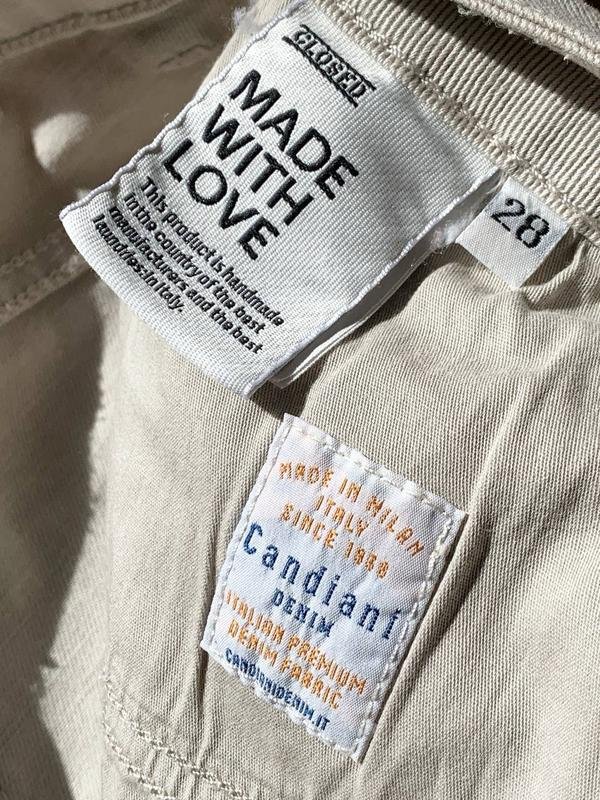 CLOSED
MADE
WITH
LOVE
This product is handmade
in the country of the best
manufacturers and the best
laundries: in Italy.
28
MADE IN MILAN
ITALY
SINCE 1938
Candiani
DENIM
ITALIAN PREMIUM
DENIM FABRIC
CANDIANIDENIM.IT